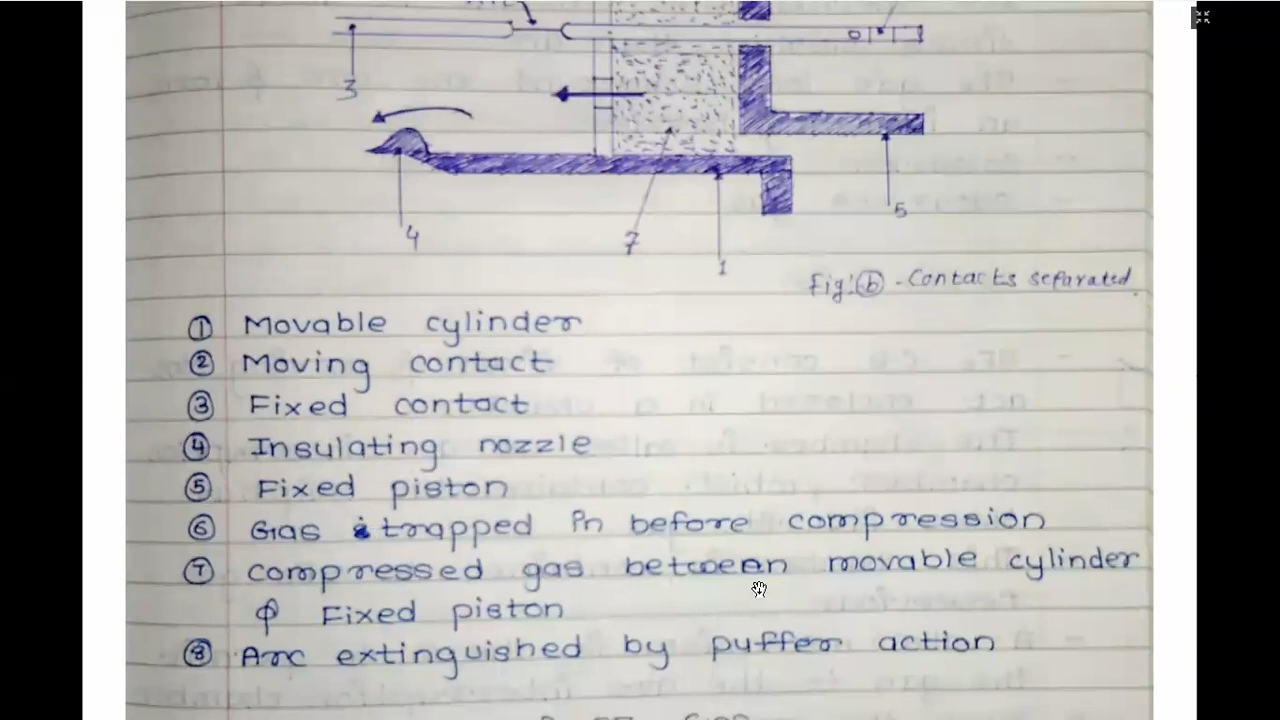 3
4
7
5
1
Fig:(b) - Contacts separated.
① Movable cylinder
② Moving contact
③ Fixed contact
④ Insulating nozzle
⑤ Fixed piston
⑥ Gas trapped in before compression
⑦ compressed gas between movable cylinder
& Fixed piston
⑧ Arc extinguished by puffer action